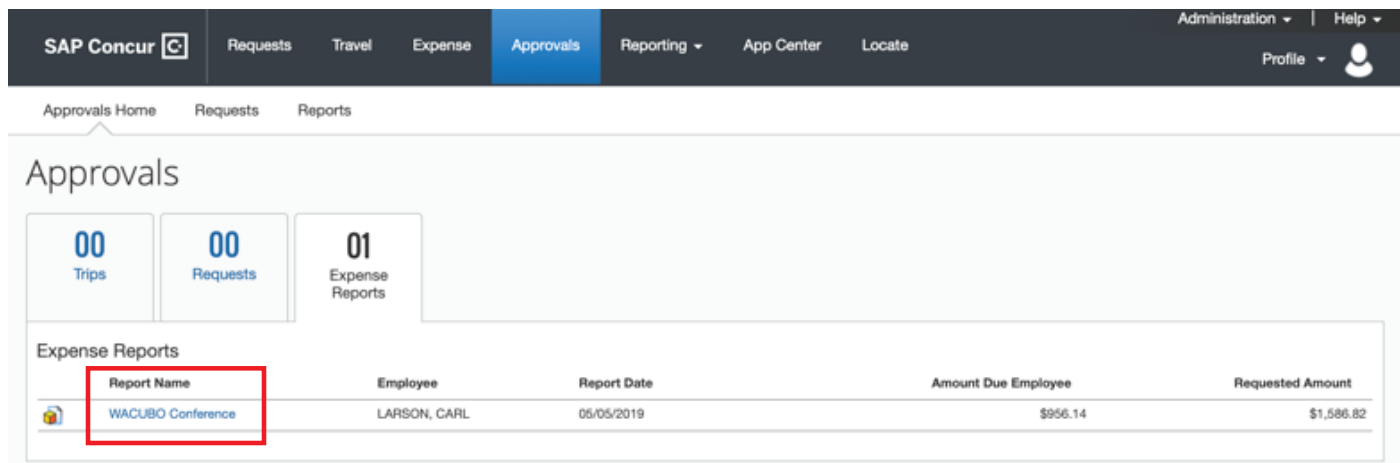 Administration | Help
SAP Concur C Requests Travel Expense Approvals Reporting App Center Locate
Profile
Approvals Home Requests Reports
Approvals
00 00 01
Trips Requests Expense
Reports
Expense Reports
Report Name Employee Report Date Amount Due Employee Requested Amount
WACUBO Conference LARSON, CARL 05/05/2019 $956.14 $1,586.82